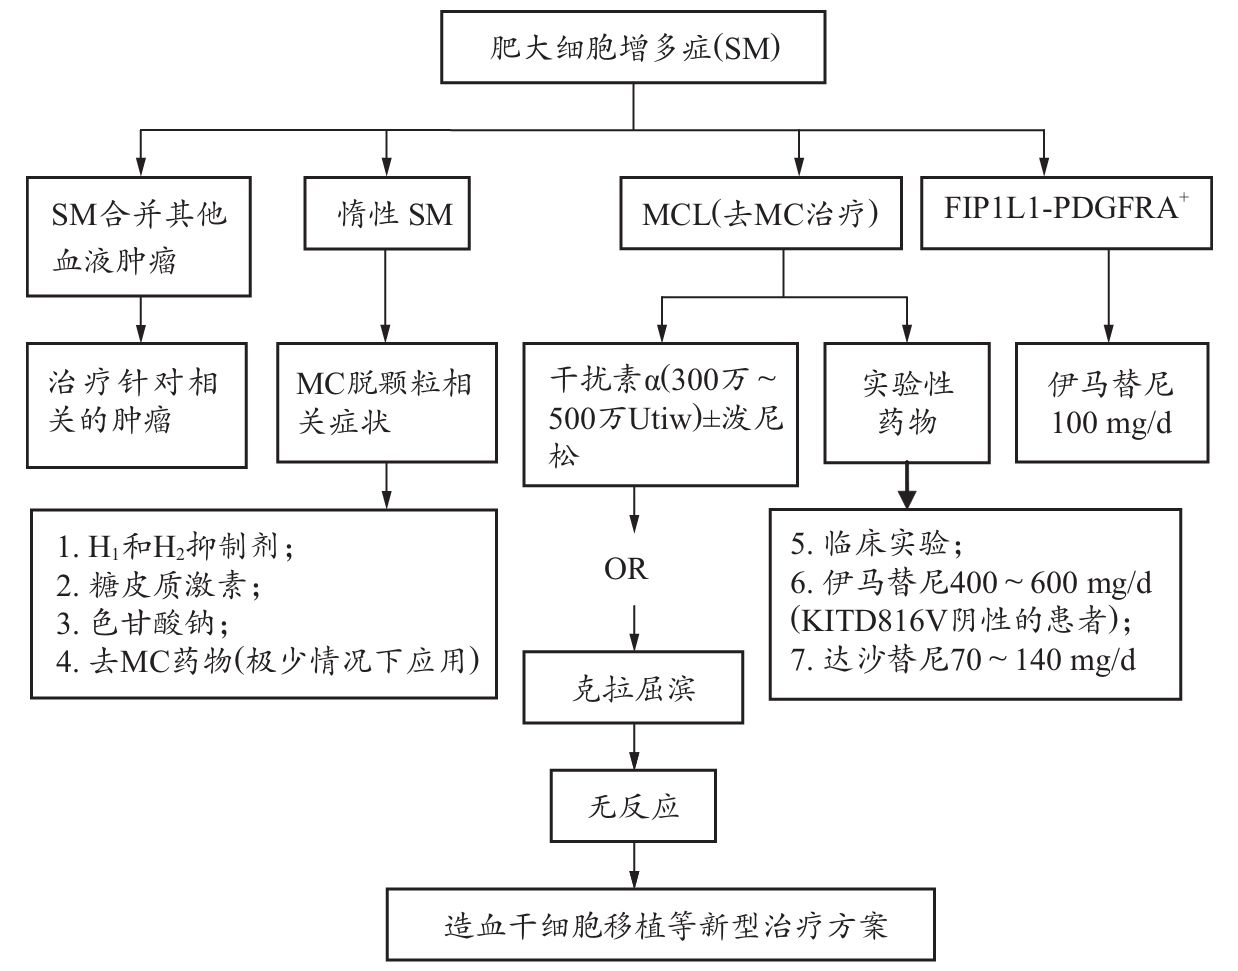 肥大细胞增多症(SM)
SM合并其他
血液肿瘤
惰性 SM
MCL(去MC治疗)
FIP1L1-PDGFRA⁺
治疗针对相
关的肿瘤
MC脱颗粒相
关症状
干扰素α(300万~
500万Utiw)±泼尼
松
实验性
药物
伊马替尼
100 mg/d
1. H₁和H₂抑制剂；
2. 糖皮质激素；
3. 色甘酸钠；
4. 去MC药物(极少情况下应用)
OR
5. 临床实验；
6. 伊马替尼400~600 mg/d
(KITD816V阴性的患者)；
7. 达沙替尼70~140 mg/d
克拉屈滨
无反应
造血干细胞移植等新型治疗方案